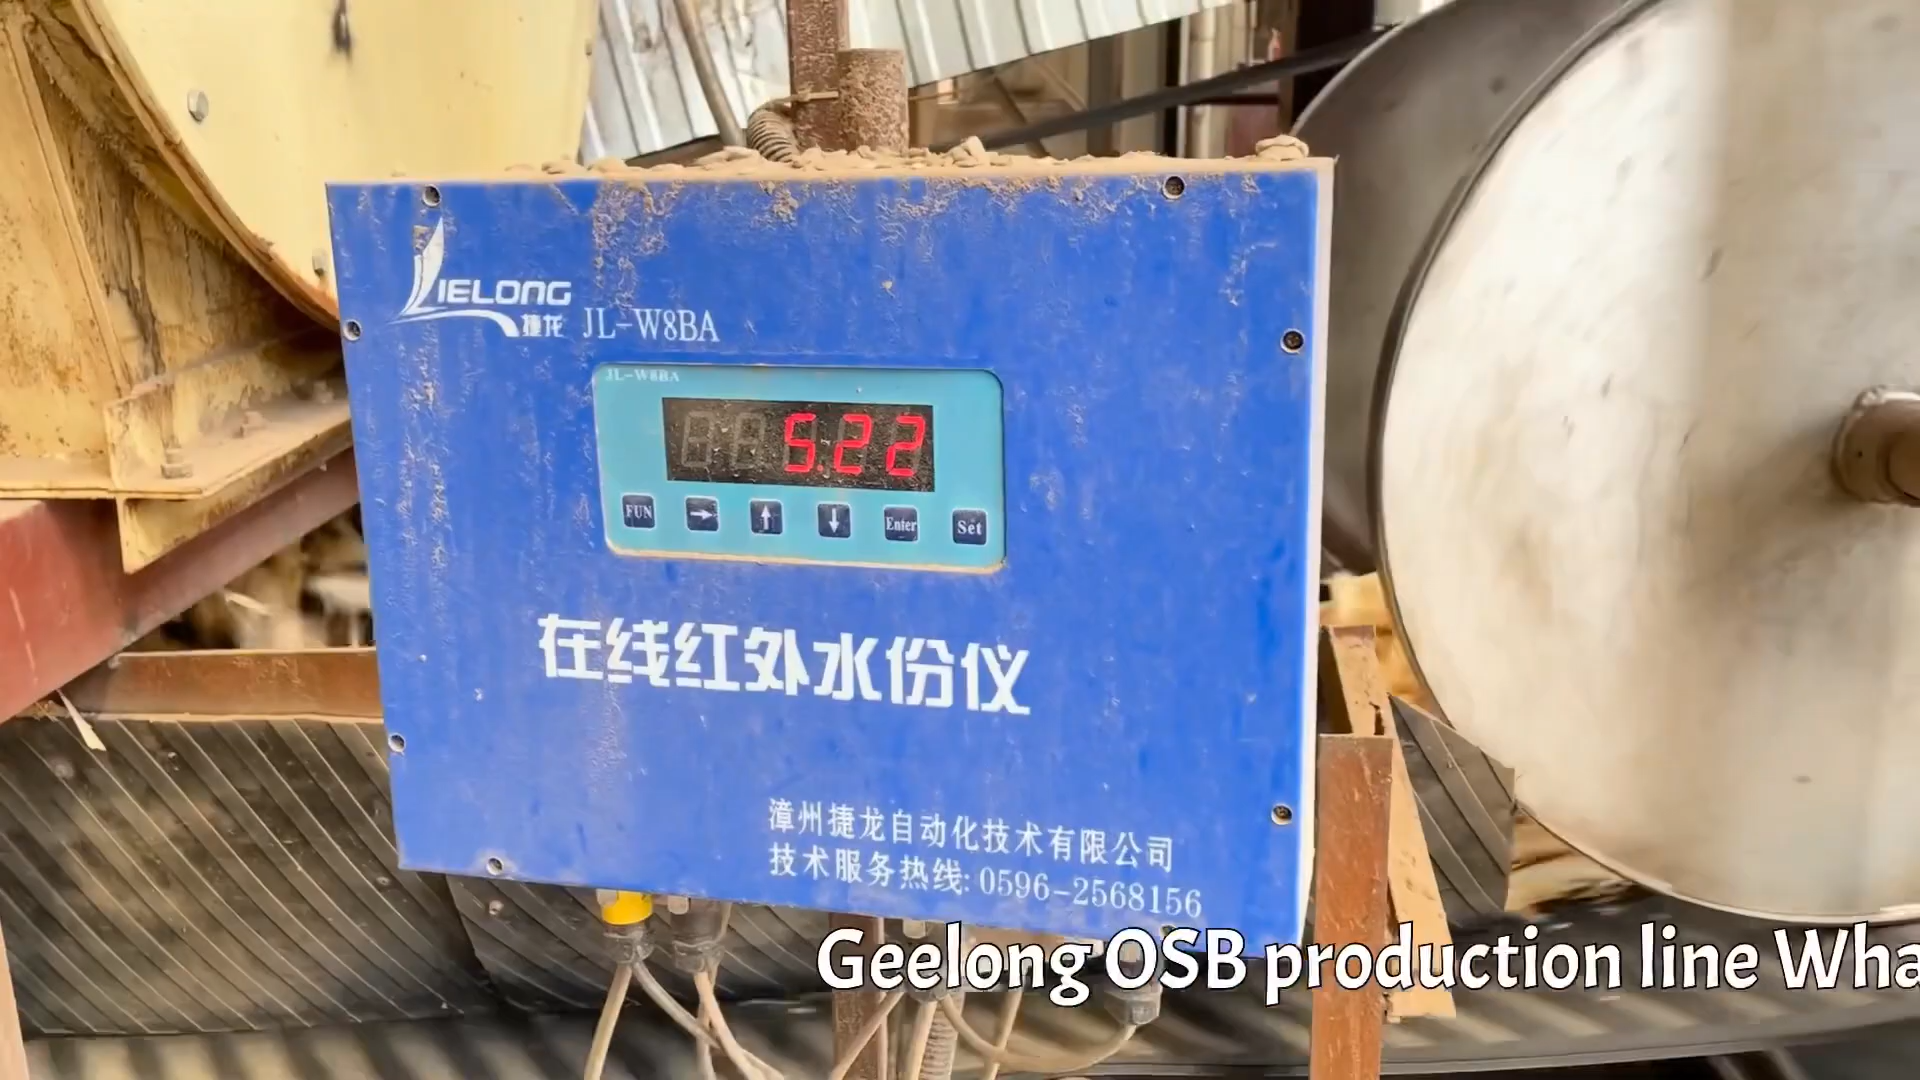 LIELONG
捷龙 JL-W8BA
JL-W8BA
5.22
FUN
Enter
Set
在线红外水份仪
漳州捷龙自动化技术有限公司
技术服务热线: 0596-2568156
Geelong OSB production line Wha